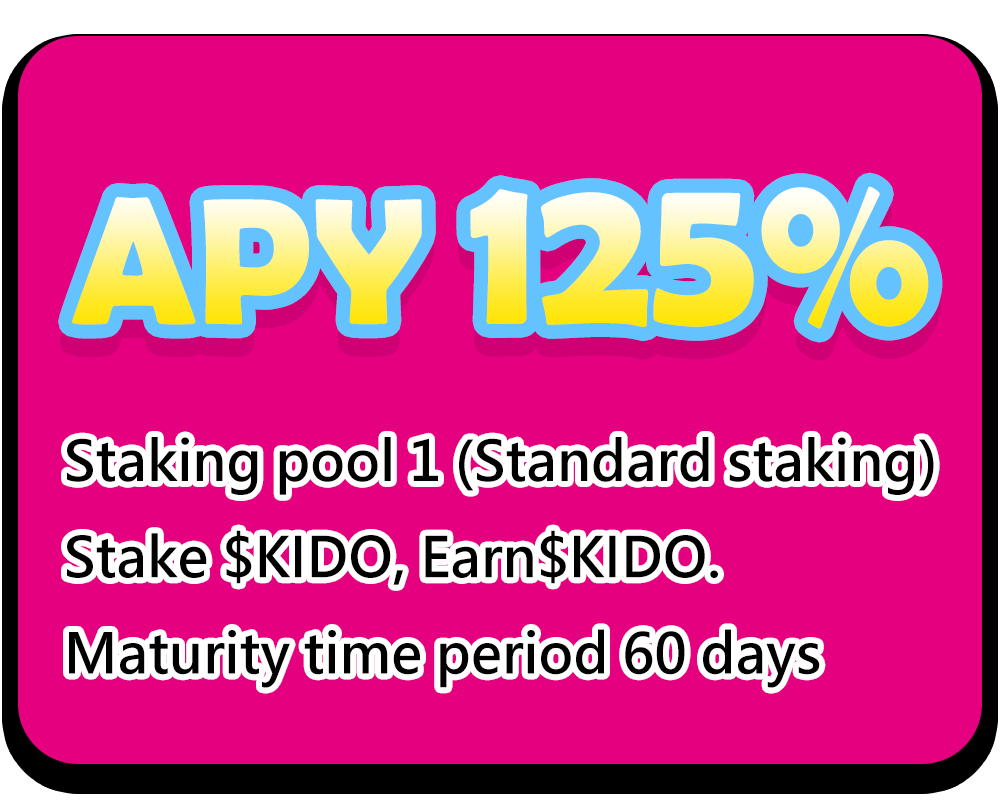 APY 125%
Staking pool 1 (Standard staking)
Stake $KIDO, Earn$KIDO.
Maturity time period 60 days